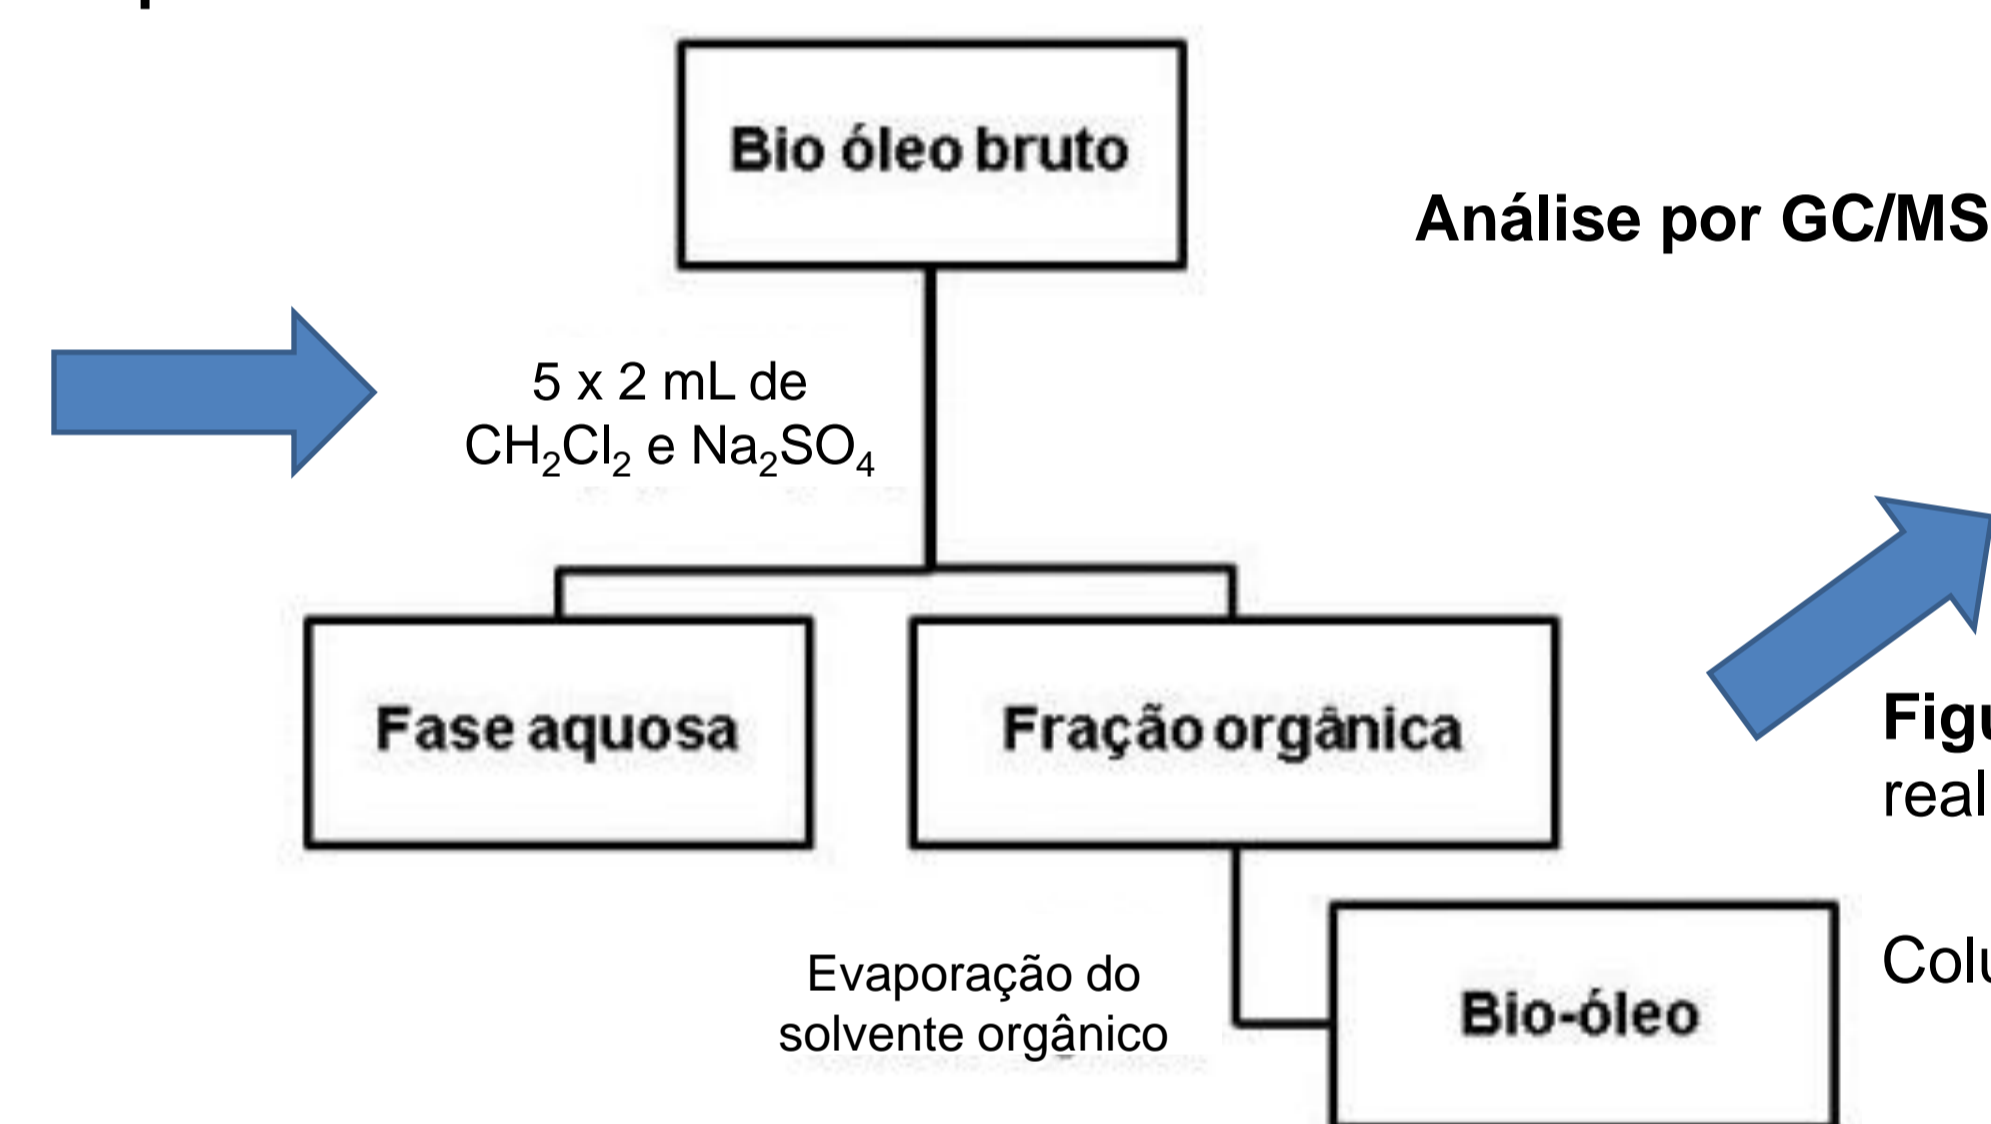 Bio óleo bruto
Análise por GC/MS
5 x 2 mL de
CH₂Cl₂ e Na₂SO₄
Fase aquosa
Fração orgânica
Evaporação do
solvente orgânico
Bio-óleo